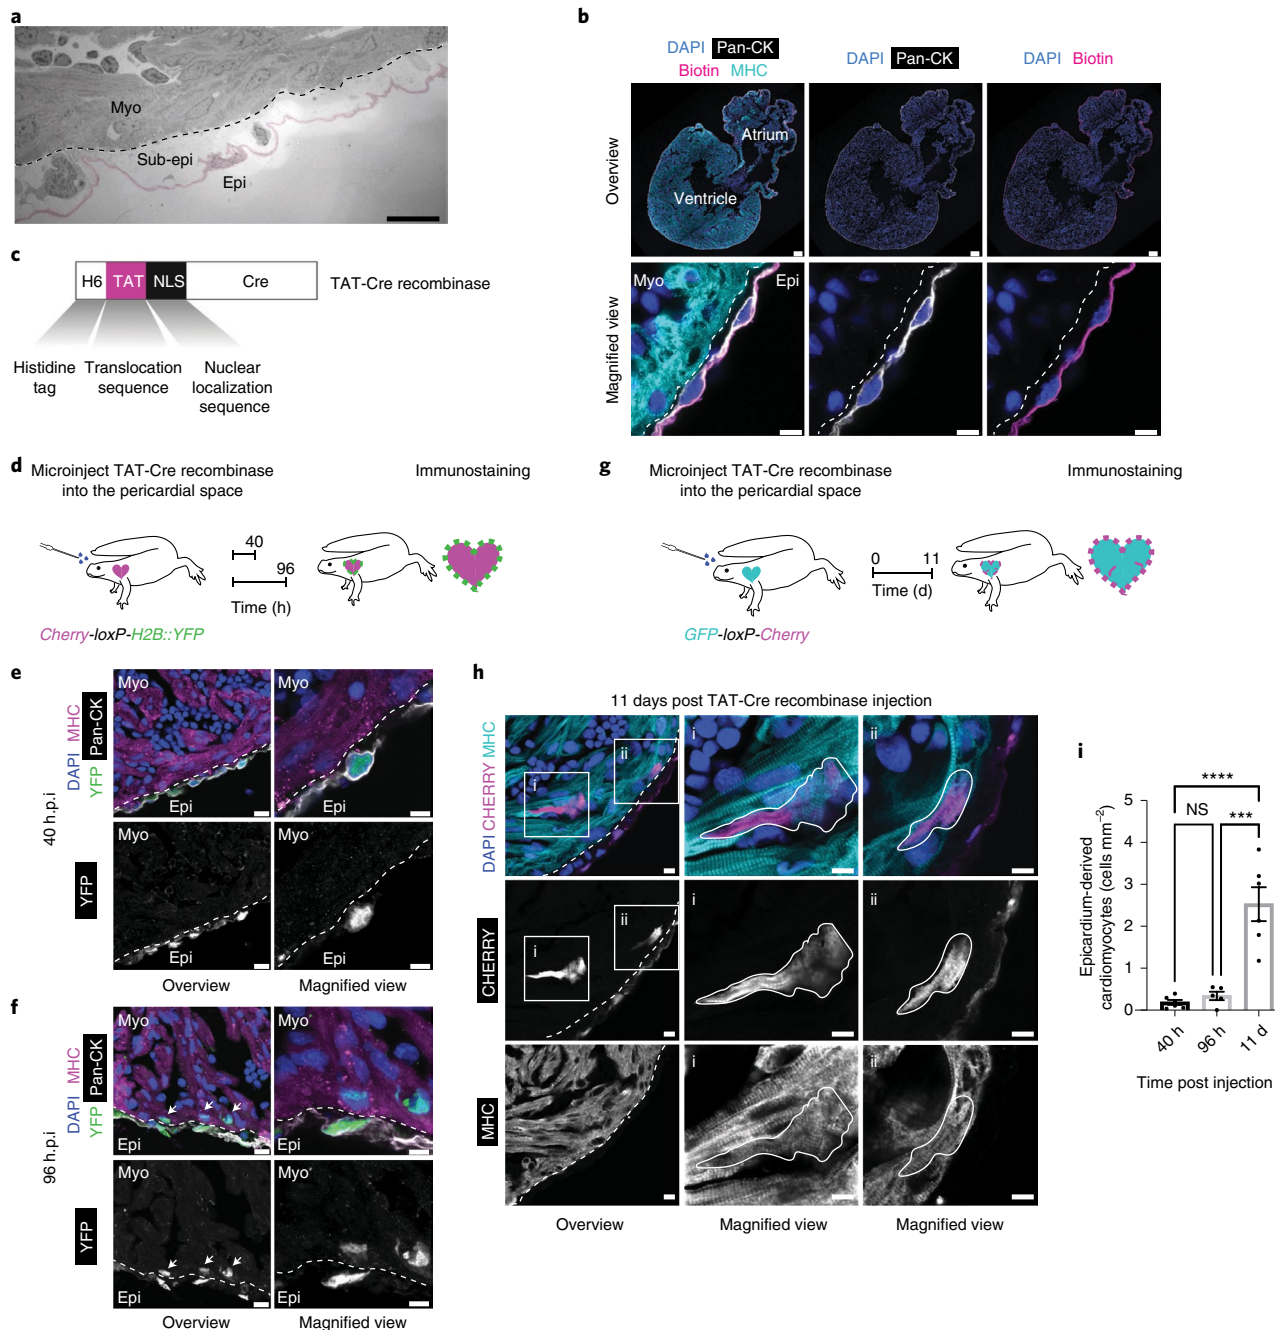 a
Myo
Sub-epi
Epi
b
DAPI Pan-CK
Biotin MHC
DAPI Pan-CK
DAPI Biotin
Overview
Atrium
Ventricle
Magnified view
Myo
Epi
c
H6 TAT NLS Cre
TAT-Cre recombinase
Histidine
tag
Translocation
sequence
Nuclear
localization
sequence
d
Microinject TAT-Cre recombinase
into the pericardial space
Immunostaining
40
96
Time (h)
Cherry-loxP-H2B::YFP
g
Microinject TAT-Cre recombinase
into the pericardial space
Immunostaining
0 11
Time (d)
GFP-loxP-Cherry
e
40 h.p.i
DAPI MHC
YFP Pan-CK
Myo
Epi
Myo
Epi
YFP
Myo
Epi
Myo
Epi
Overview
Magnified view
f
96 h.p.i
DAPI MHC
YFP Pan-CK
Myo
Epi
Myo
Epi
YFP
Myo
Epi
Myo
Epi
Overview
Magnified view
h
11 days post TAT-Cre recombinase injection
DAPI CHERRY MHC
i
ii
i
ii
CHERRY
i
ii
i
ii
MHC
i
ii
Overview
Magnified view
Magnified view
i
Epicardium-derived
cardiomyocytes (cells mm−2)
5
4
3
2
1
0
****
NS
***
40 h
96 h
11 d
Time post injection